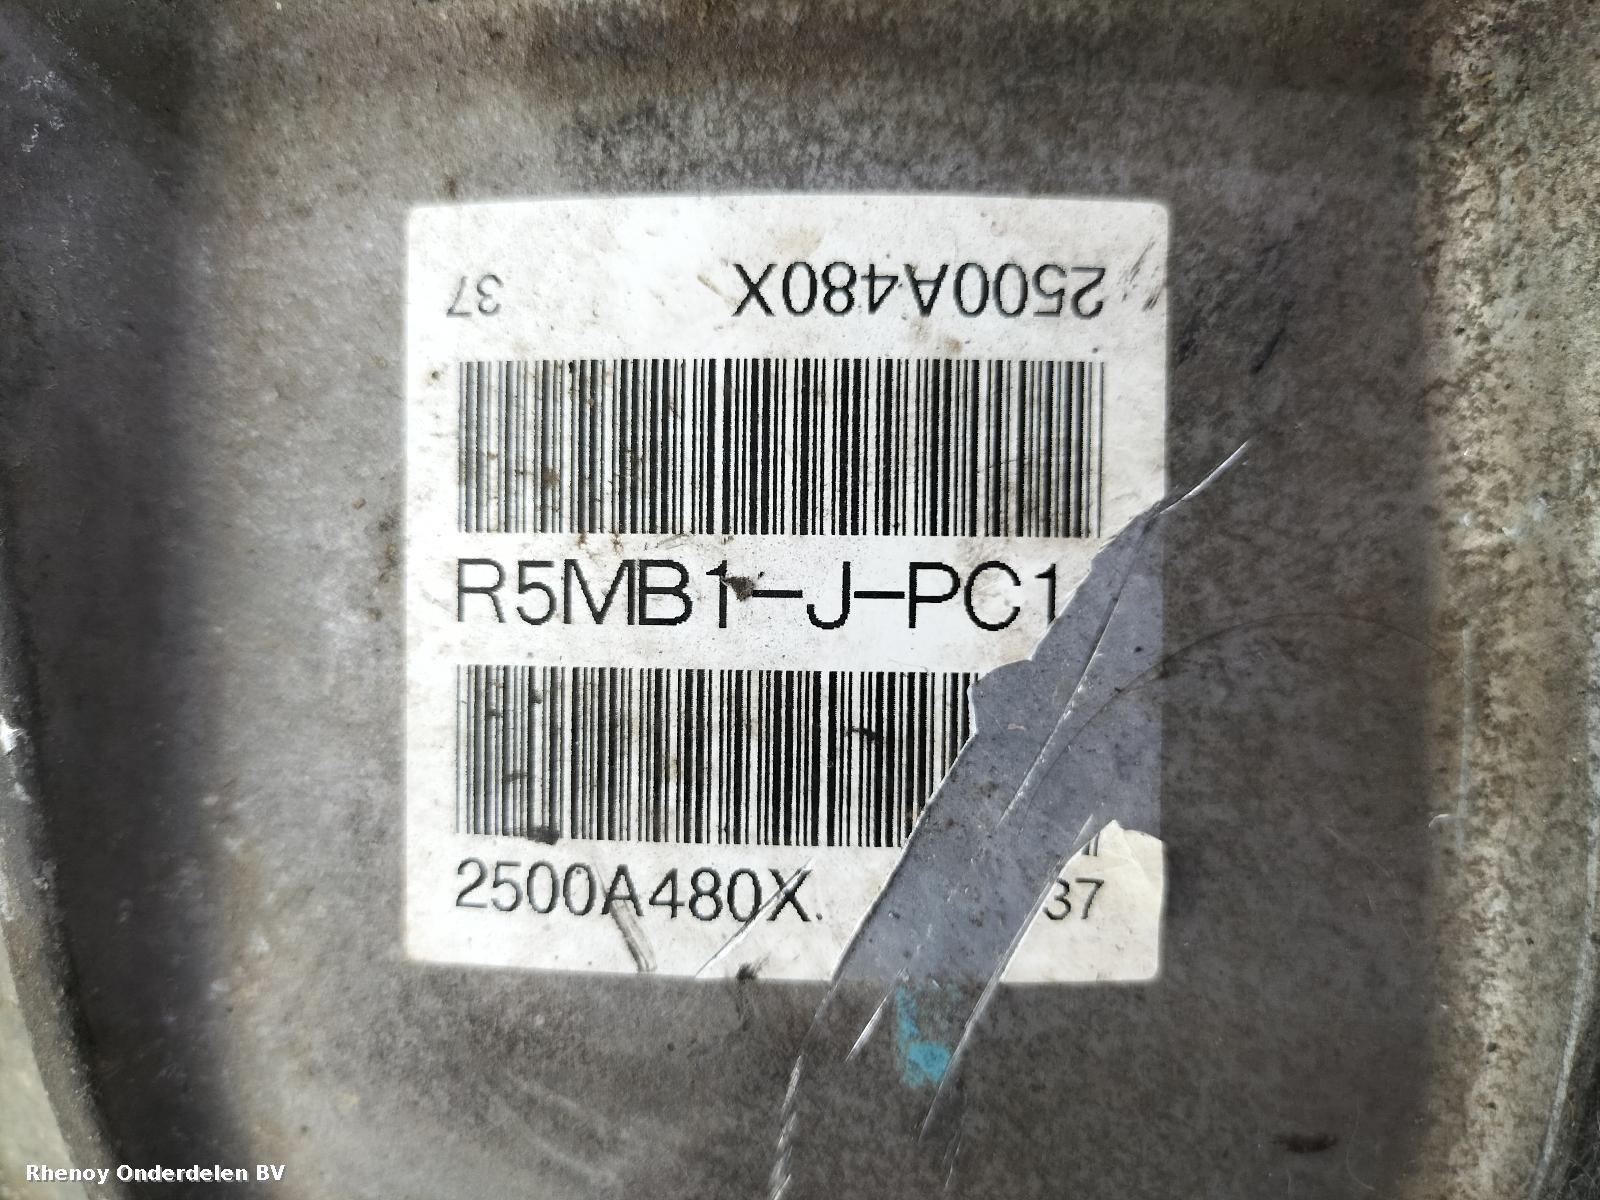 2500A480X 37
R5MB1-J-PC1
2500A480X 37
Rhenoy Onderdelen BV